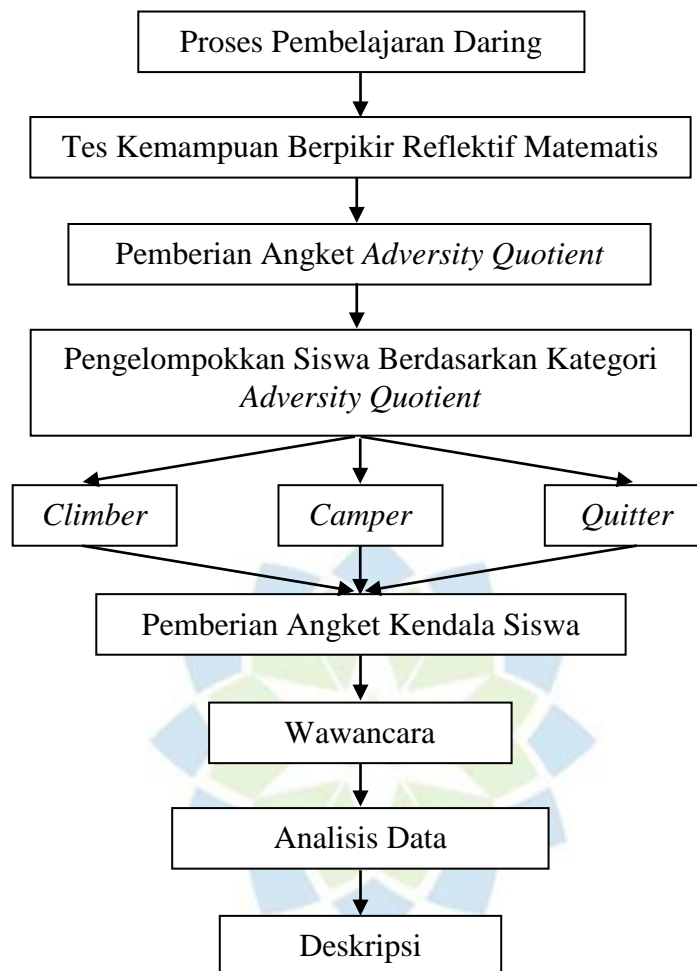 Proses Pembelajaran Daring
Tes Kemampuan Berpikir Reflektif Matematis
Pemberian Angket Adversity Quotient
Pengelompokkan Siswa Berdasarkan Kategori
Adversity Quotient
Climber
Camper
Quitter
Pemberian Angket Kendala Siswa
Wawancara
Analisis Data
Deskripsi